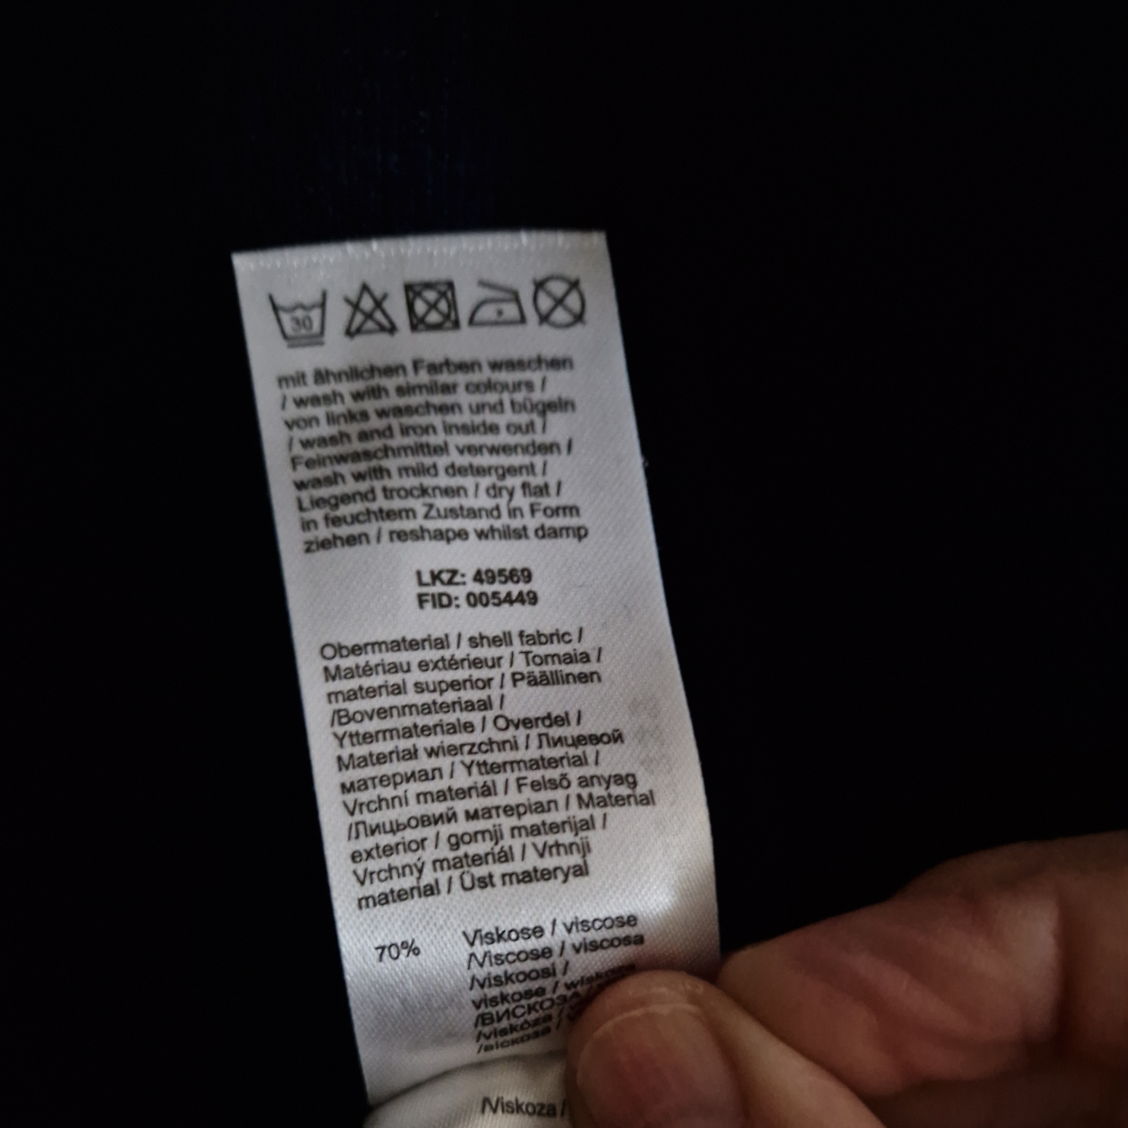 30
mit ähnlichen Farben waschen
/ wash with similar colours /
von links waschen und bügeln
/ wash and iron inside out /
Feinwaschmittel verwenden /
wash with mild detergent /
Liegend trocknen / dry flat /
in feuchtem Zustand in Form
ziehen / reshape whilst damp
LKZ: 49569
FID: 005449
Obermaterial / shell fabric /
Matériau extérieur / Tomaia /
material superior / Päällinen
/Bovenmateriaal /
Yttermateriale / Overdel /
Materiał wierzchni / Лицевой
материал / Yttermaterial /
Vrchní materiál / Felső anyag
/Лицьовий матеріал / Material
exterior / gornji materijal /
Vrchný materiál / Vrhnji
material / Üst materyal
70% Viskose / viscose
/Viscose / viscosa
/viskoosi /
viskose / wiskoza
/ВИСКОЗА
/viskóza /
/віскоза /
/Viskoza /